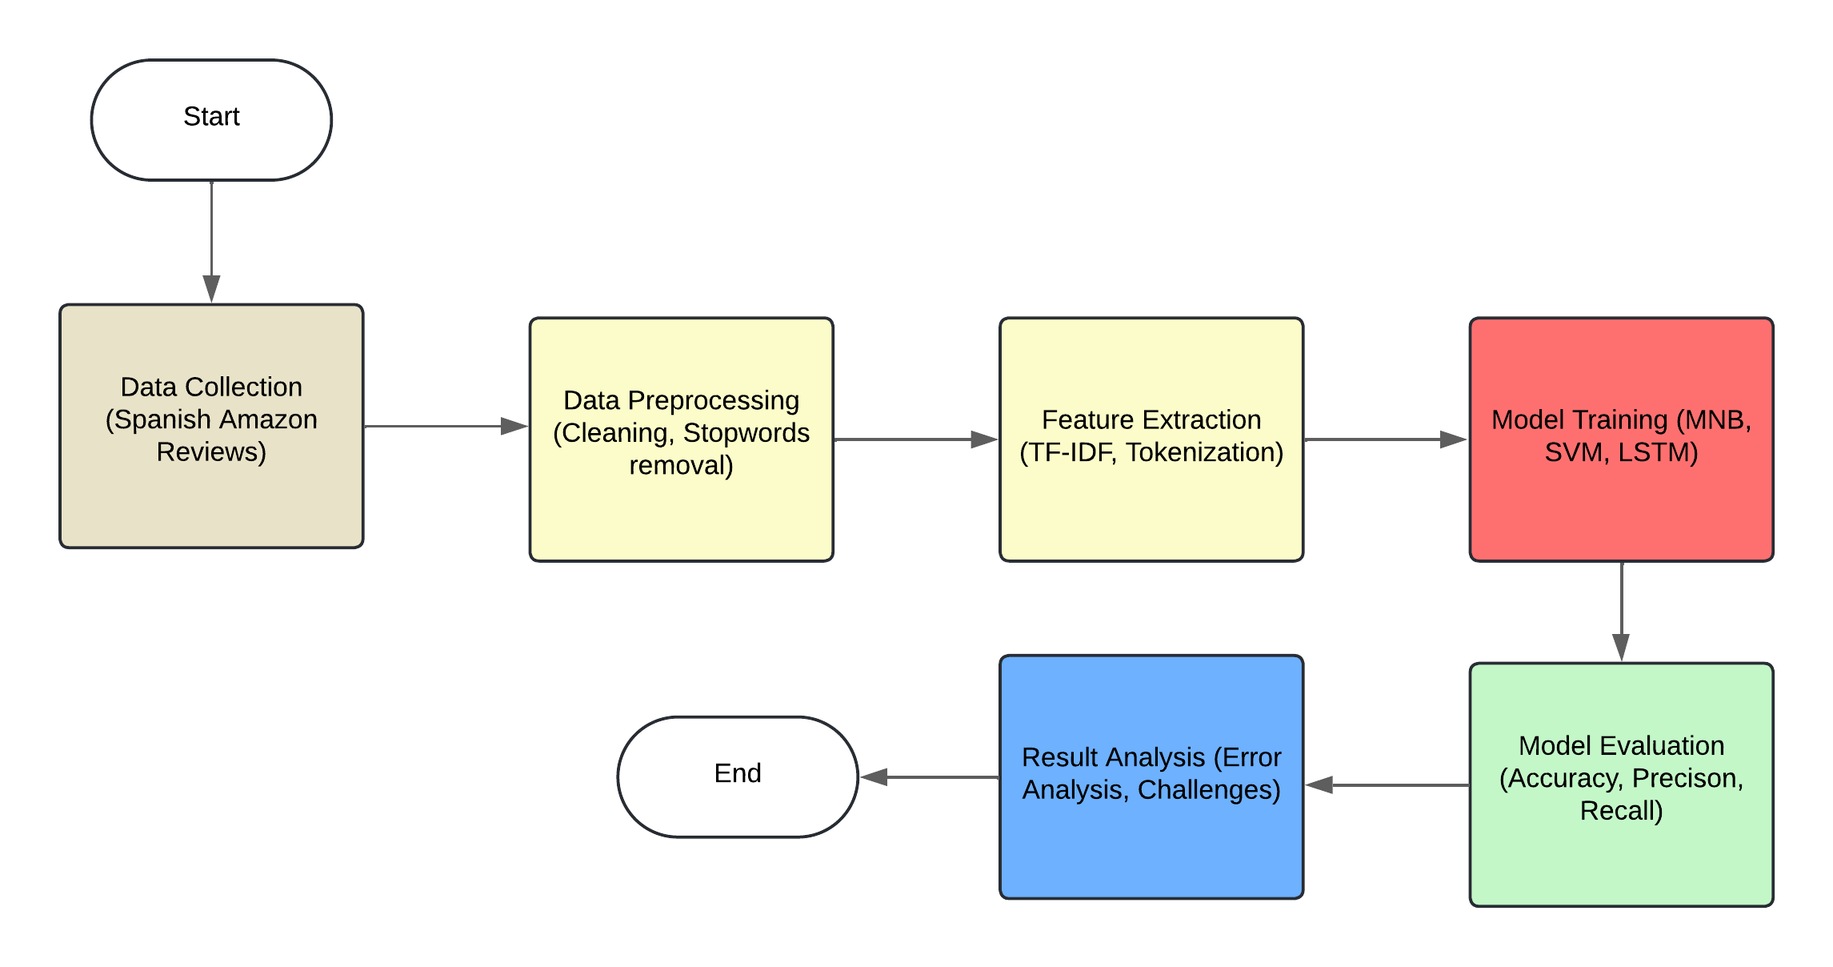 Start
Data Collection
(Spanish Amazon
Reviews)
Data Preprocessing
(Cleaning, Stopwords
removal)
Feature Extraction
(TF-IDF, Tokenization)
Model Training (MNB,
SVM, LSTM)
Model Evaluation
(Accuracy, Precison,
Recall)
Result Analysis (Error
Analysis, Challenges)
End